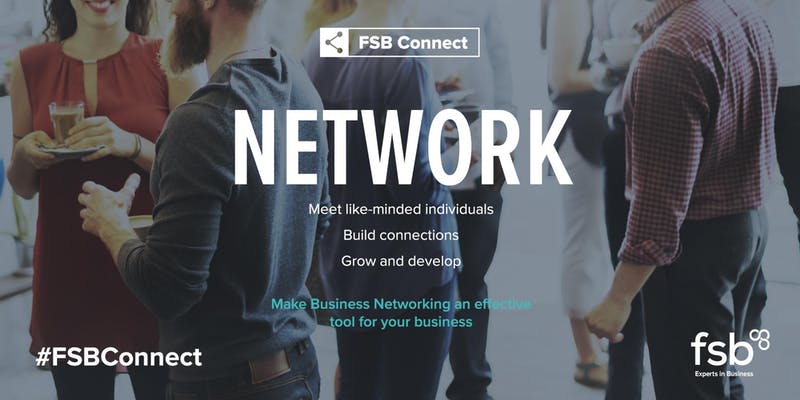 FSB Connect
NETWORK
Meet like-minded individuals
Build connections
Grow and develop
Make Business Networking an effective
tool for your business
#FSBConnect
fsb
Experts in Business